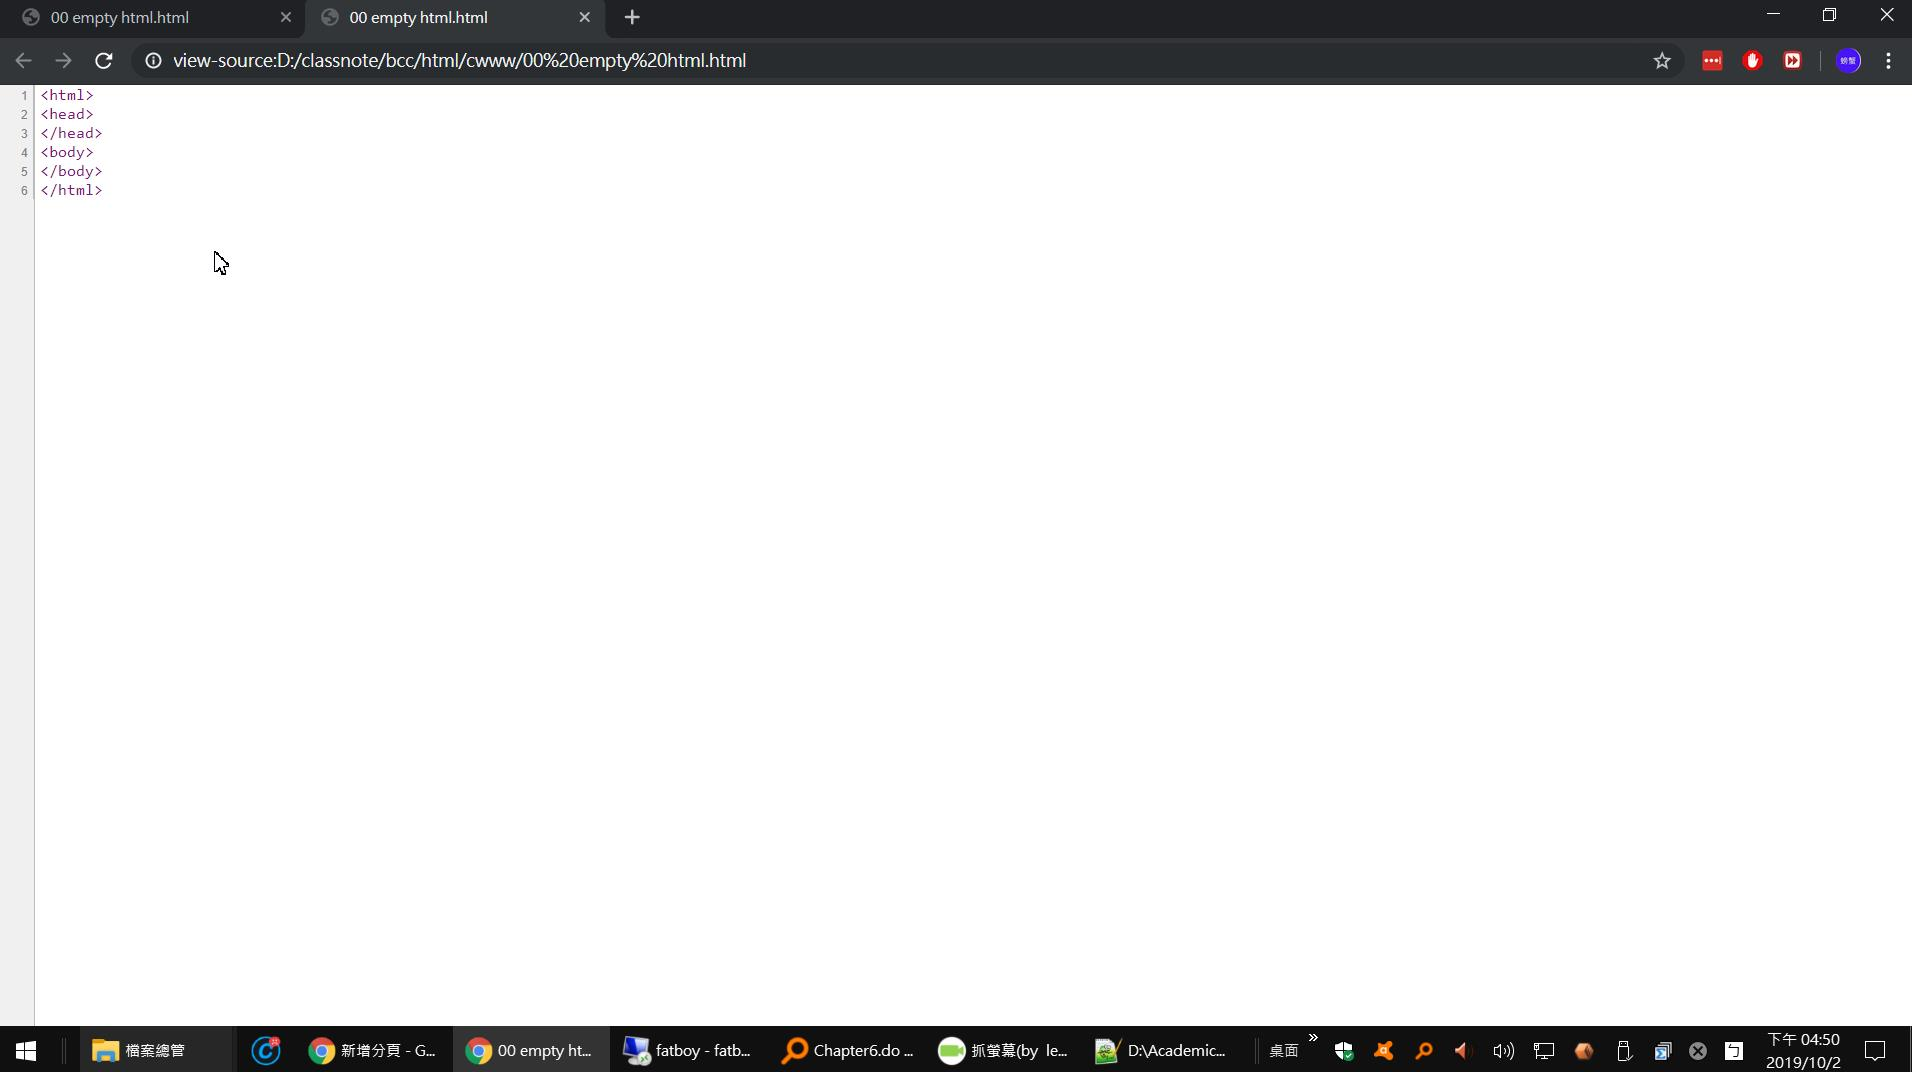 00 empty html.html
00 empty html.html
view-source:D:/classnote/bcc/html/cwww/00%20empty%20html.html
螃蟹
1 <html>
2 <head>
3 </head>
4 <body>
5 </body>
6 </html>
檔案總管
新增分頁 - G...
00 empty ht...
fatboy - fatb...
Chapter6.do ...
抓螢幕(by le...
D:\Academic...
桌面
»
ㄅ
下午 04:50
2019/10/2